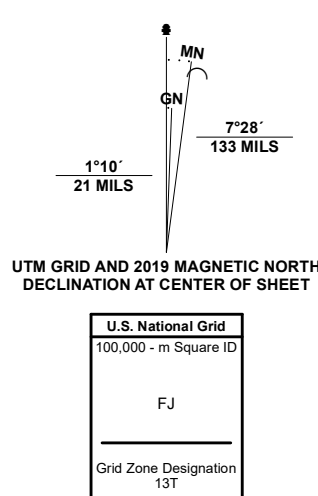 MN
GN
7°28´
133 MILS
1°10´
21 MILS
UTM GRID AND 2019 MAGNETIC NORTH
DECLINATION AT CENTER OF SHEET
U.S. National Grid
100,000 - m Square ID
FJ
Grid Zone Designation
13T